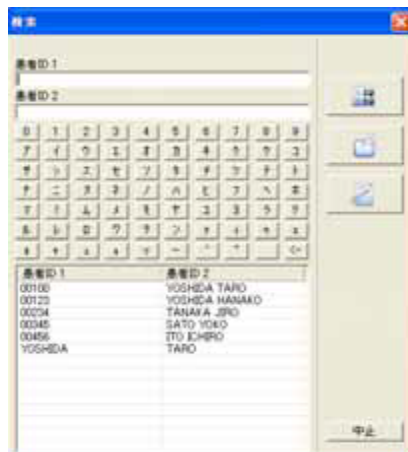 検索
患者ID 1
患者ID 2
0 1 2 3 4 5 6 7 8 9
ア イ ウ エ オ カ キ ク ケ コ
サ シ ス セ ソ タ チ ツ テ ト
ナ ニ ヌ ネ ノ ハ ヒ フ ヘ ホ
マ ミ ム メ モ ヤ ユ ヨ ラ リ
ル レ ロ ワ ヲ ン
<-
患者ID 1 患者ID 2
00100 YOSHIDA TARO
00123 YOSHIDA HANAKO
00234 TANAKA JIRO
00345 SATO YOKO
00456 ITO ICHIRO
YOSHIDA TARO
中止